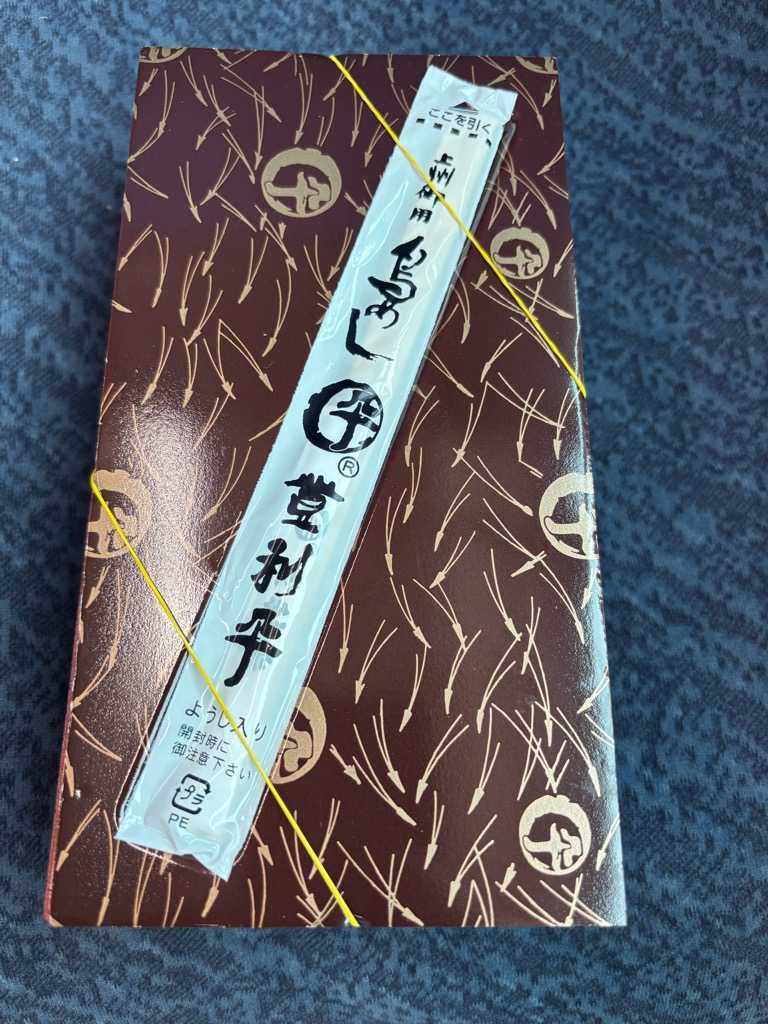 ここを引く
上州御用
鳥めし
平
®
登利平
ようじ入り
開封時に
御注意下さい
プラ
PE